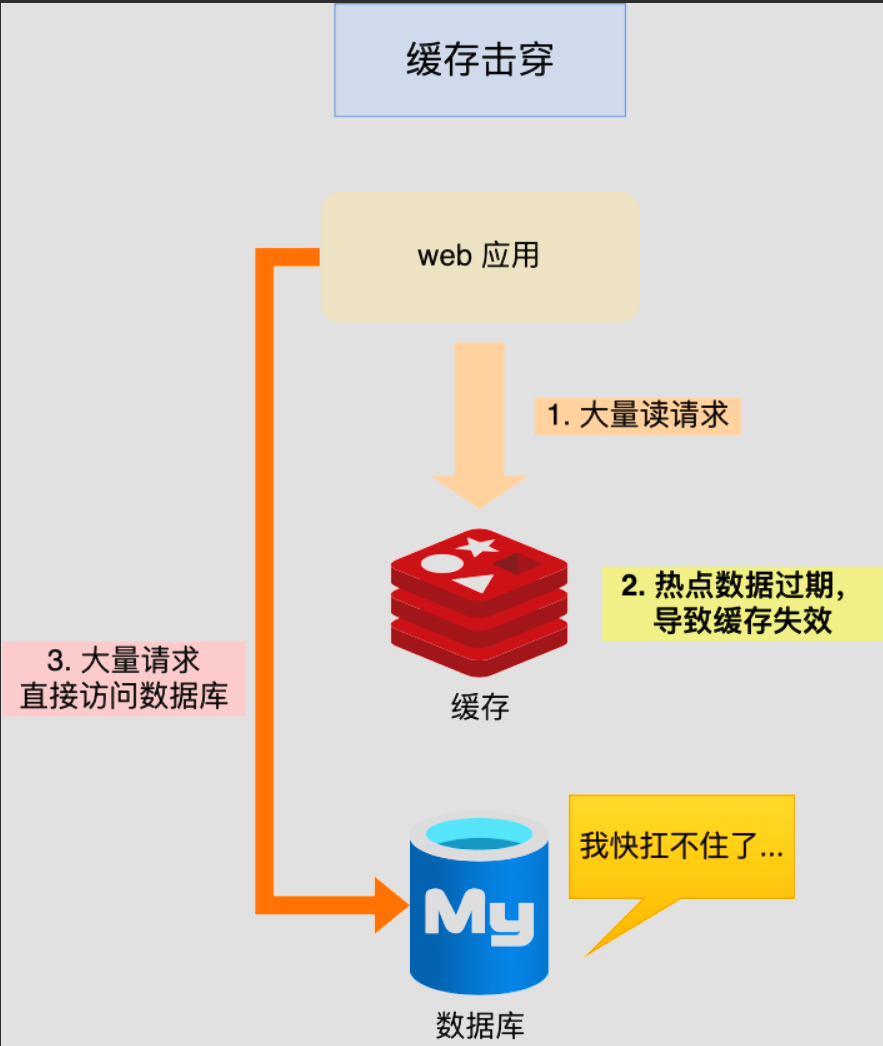 缓存击穿
web 应用
1. 大量读请求
2. 热点数据过期，
导致缓存失效
3. 大量请求
直接访问数据库
缓存
我快扛不住了...
My
数据库